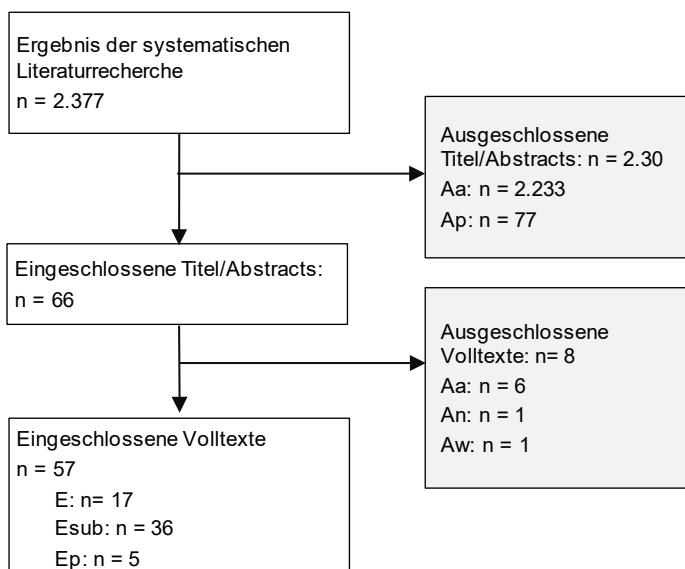 Ergebnis der systematischen
Literaturrecherche
n = 2.377
Ausgeschlossene
Titel/Abstracts: n = 2.30
Aa: n = 2.233
Ap: n = 77
Eingeschlossene Titel/Abstracts:
n = 66
Ausgeschlossene
Volltexte: n= 8
Aa: n = 6
An: n = 1
Aw: n = 1
Eingeschlossene Volltexte
n = 57
E: n= 17
Esub: n = 36
Ep: n = 5